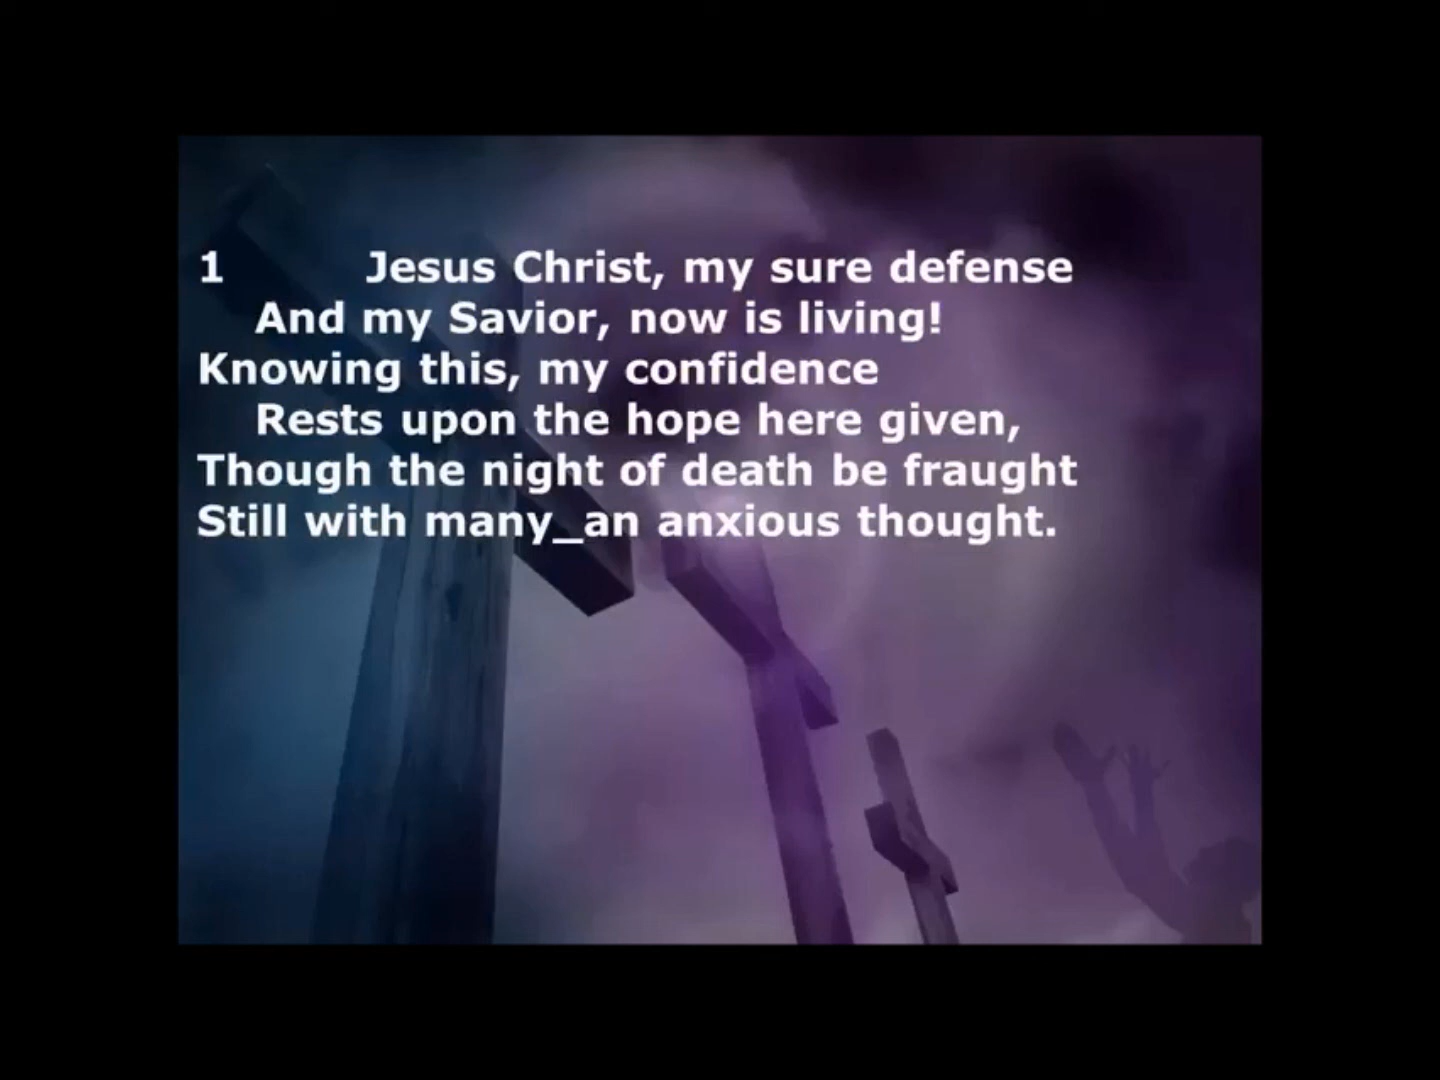 1 Jesus Christ, my sure defense
And my Savior, now is living!
Knowing this, my confidence
Rests upon the hope here given,
Though the night of death be fraught
Still with many_an anxious thought.